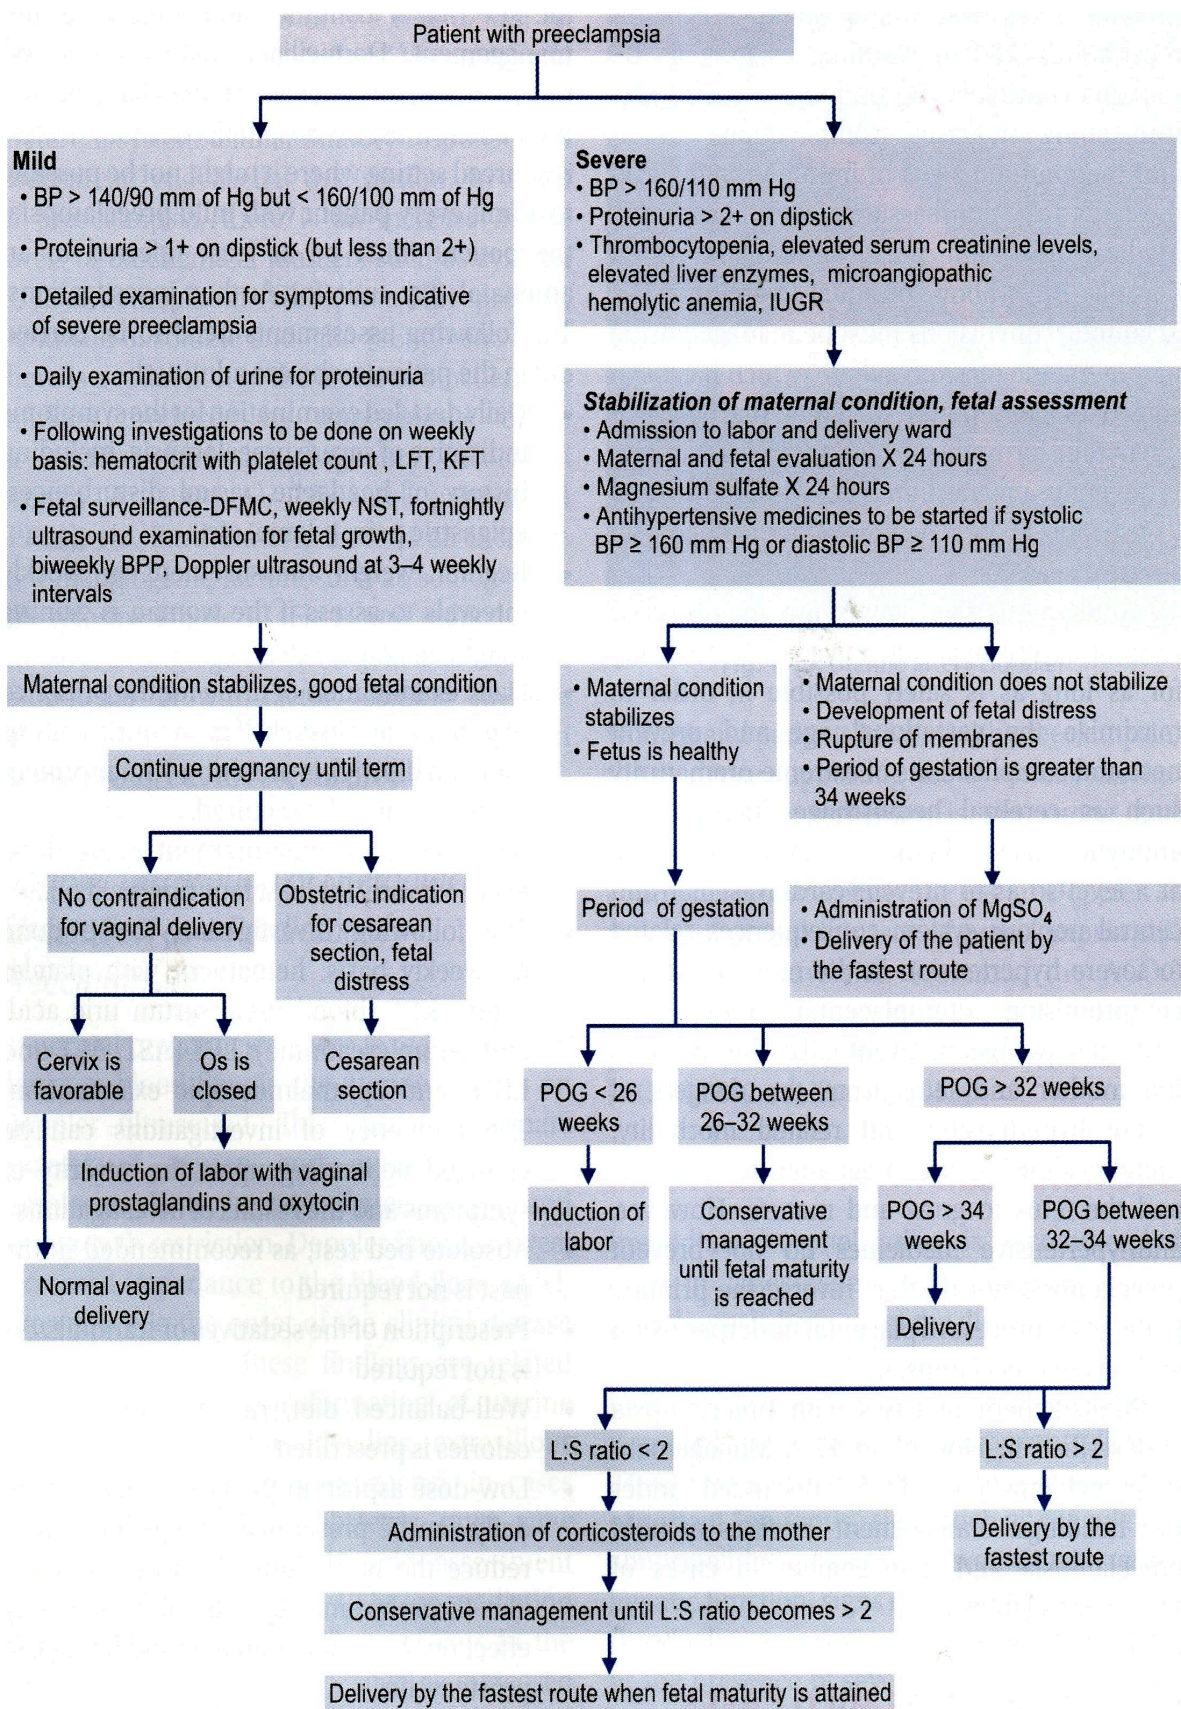 Patient with preeclampsia
Mild
• BP > 140/90 mm of Hg but < 160/100 mm of Hg
• Proteinuria > 1+ on dipstick (but less than 2+)
• Detailed examination for symptoms indicative
of severe preeclampsia
• Daily examination of urine for proteinuria
• Following investigations to be done on weekly
basis: hematocrit with platelet count , LFT, KFT
• Fetal surveillance-DFMC, weekly NST, fortnightly
ultrasound examination for fetal growth,
biweekly BPP, Doppler ultrasound at 3–4 weekly
intervals
Maternal condition stabilizes, good fetal condition
Continue pregnancy until term
No contraindication
for vaginal delivery
Obstetric indication
for cesarean
section, fetal
distress
Cervix is
favorable
Os is
closed
Cesarean
section
Induction of labor with vaginal
prostaglandins and oxytocin
Normal vaginal
delivery
Severe
• BP > 160/110 mm Hg
• Proteinuria > 2+ on dipstick
• Thrombocytopenia, elevated serum creatinine levels,
elevated liver enzymes, microangiopathic
hemolytic anemia, IUGR
Stabilization of maternal condition, fetal assessment
• Admission to labor and delivery ward
• Maternal and fetal evaluation X 24 hours
• Magnesium sulfate X 24 hours
• Antihypertensive medicines to be started if systolic
BP ≥ 160 mm Hg or diastolic BP ≥ 110 mm Hg
• Maternal condition
stabilizes
• Fetus is healthy
• Maternal condition does not stabilize
• Development of fetal distress
• Rupture of membranes
• Period of gestation is greater than
34 weeks
Period of gestation
• Administration of MgSO₄
• Delivery of the patient by
the fastest route
POG < 26
weeks
POG between
26–32 weeks
POG > 32 weeks
Induction of
labor
Conservative
management
until fetal maturity
is reached
POG > 34
weeks
POG between
32–34 weeks
Delivery
L:S ratio < 2
L:S ratio > 2
Administration of corticosteroids to the mother
Delivery by the
fastest route
Conservative management until L:S ratio becomes > 2
Delivery by the fastest route when fetal maturity is attained